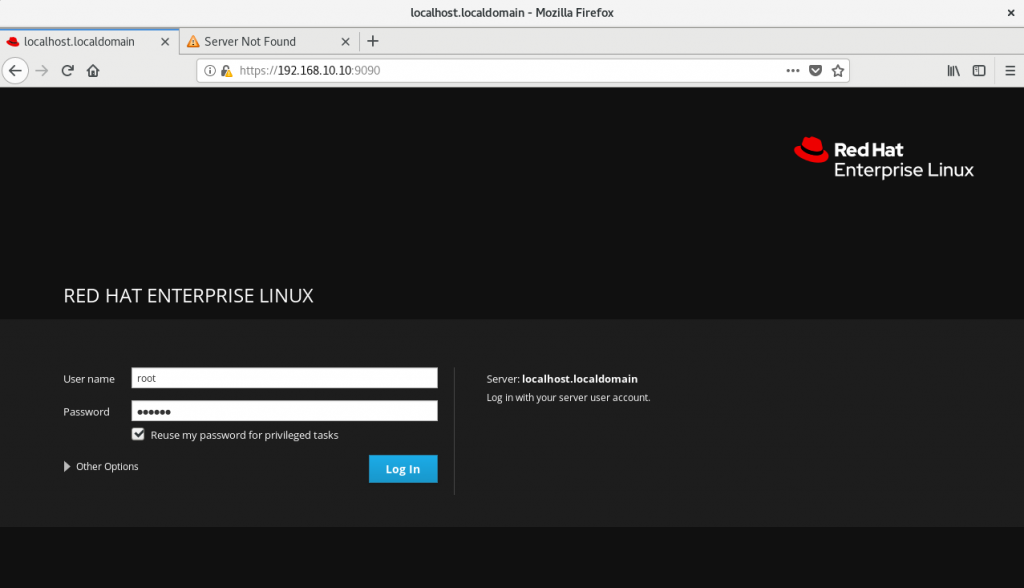 localhost.localdomain - Mozilla Firefox
localhost.localdomain
Server Not Found
https://192.168.10.10:9090
Red Hat
Enterprise Linux
RED HAT ENTERPRISE LINUX
User name root
Server: localhost.localdomain
Log in with your server user account.
Password ••••••
Reuse my password for privileged tasks
Other Options
Log In